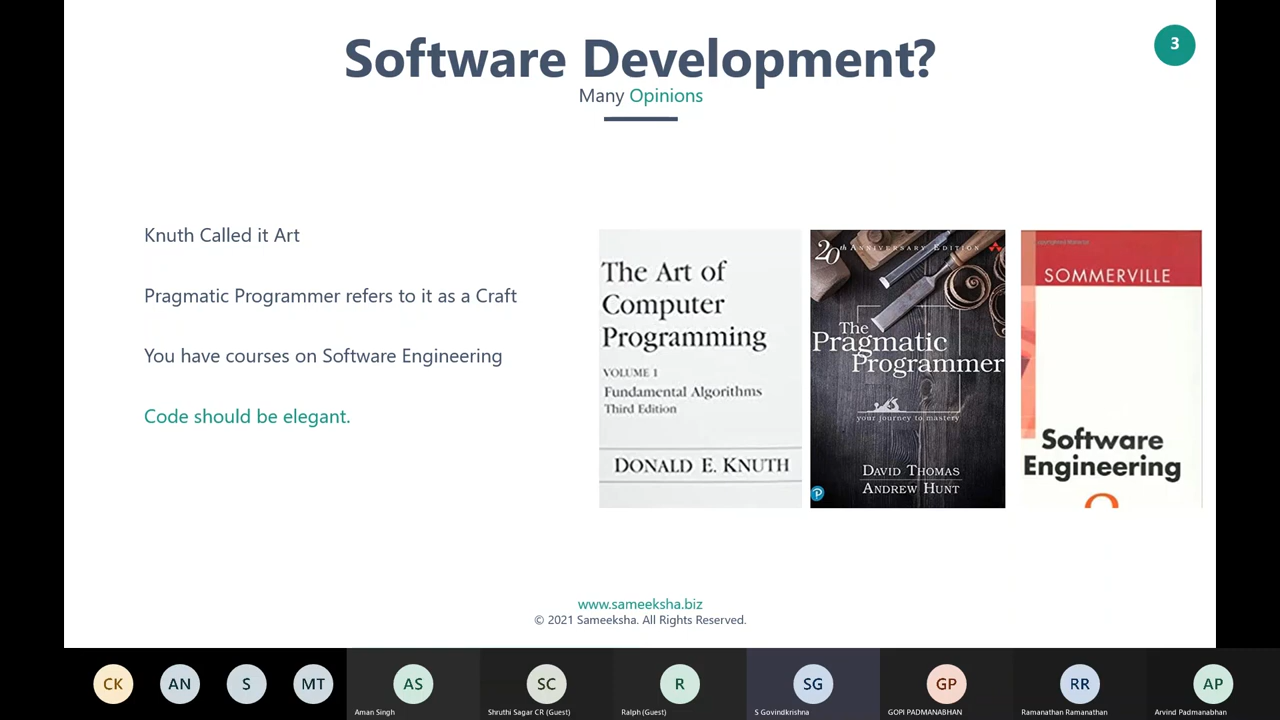 Software Development?
3
Many Opinions
Knuth Called it Art
Pragmatic Programmer refers to it as a Craft
You have courses on Software Engineering
Code should be elegant.
The Art of
Computer
Programming
VOLUME 1
Fundamental Algorithms
Third Edition
DONALD E. KNUTH
20th ANNIVERSARY EDITION
The
Pragmatic
Programmer
your journey to mastery
DAVID THOMAS
ANDREW HUNT
P
Copyrighted Material
SOMMERVILLE
Software
Engineering
www.sameeksha.biz
© 2021 Sameeksha. All Rights Reserved.
CK
AN
S
MT
AS
SC
R
SG
GP
RR
AP
Aman Singh
Shruthi Sagar CR (Guest)
Ralph (Guest)
S Govindkrishna
GOPI PADMANABHAN
Ramanathan Ramanathan
Arvind Padmanabhan